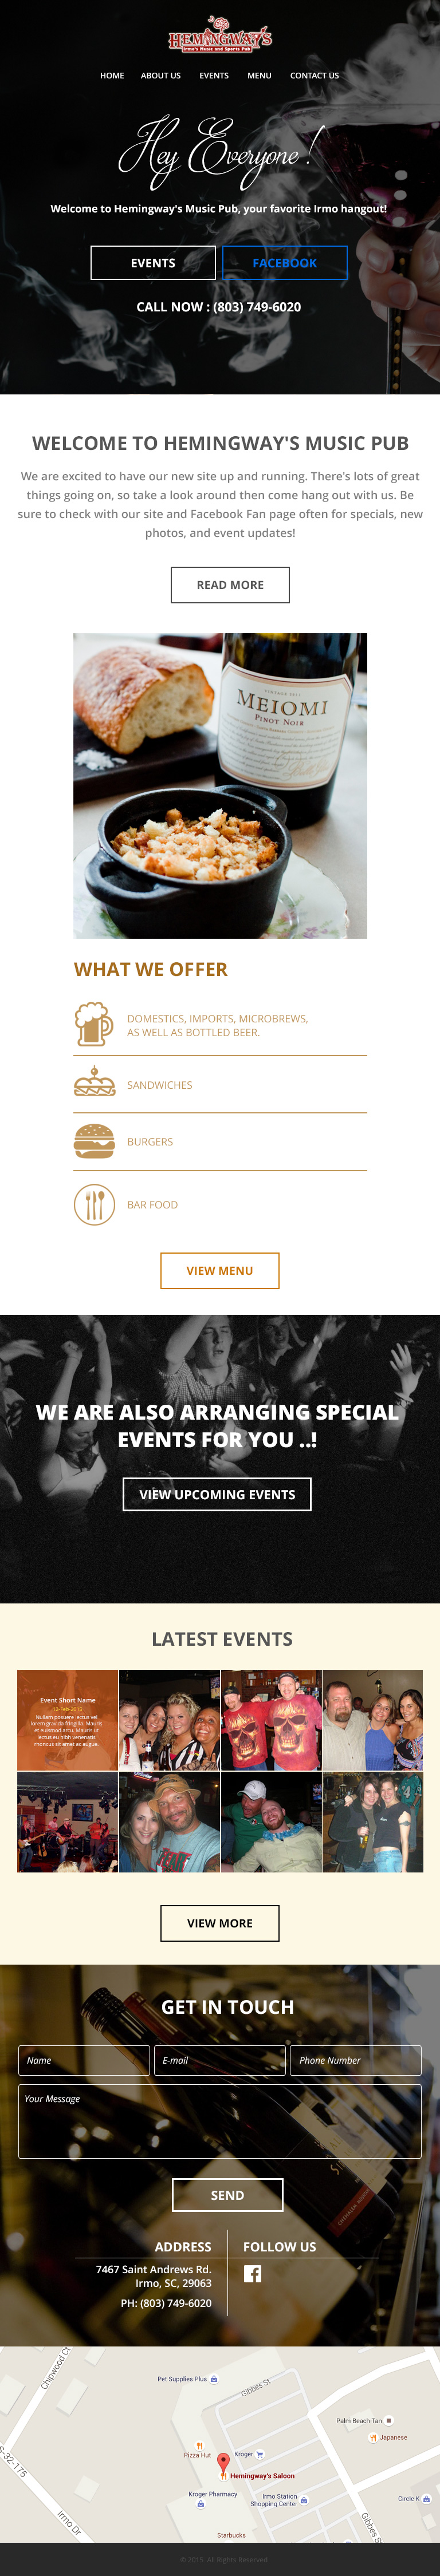 HEMINGWAY'S
Irmo's Music and Sports Pub
HOME ABOUT US EVENTS MENU CONTACT US
Hey Everyone !
Welcome to Hemingway's Music Pub, your favorite Irmo hangout!
EVENTS FACEBOOK
CALL NOW : (803) 749-6020
WELCOME TO HEMINGWAY'S MUSIC PUB
We are excited to have our new site up and running. There's lots of great
things going on, so take a look around then come hang out with us. Be
sure to check with our site and Facebook Fan page often for specials, new
photos, and event updates!
READ MORE
MEIOMI
PINOT NOIR
WHAT WE OFFER
DOMESTICS, IMPORTS, MICROBREWS,
AS WELL AS BOTTLED BEER.
SANDWICHES
BURGERS
BAR FOOD
VIEW MENU
WE ARE ALSO ARRANGING SPECIAL
EVENTS FOR YOU ..!
VIEW UPCOMING EVENTS
LATEST EVENTS
Event Short Name
12-Feb-2015
Nullam posuere lectus vel
lorem gravida fringilla. Mauris
et euismod arcu. Mauris ut
lectus eu nibh venenatis
rhoncus sit amet ac augue.
VIEW MORE
GET IN TOUCH
Name E-mail Phone Number
Your Message
SEND
ADDRESS FOLLOW US
7467 Saint Andrews Rd.
Irmo, SC, 29063
PH: (803) 749-6020
Chipwood Ct
Pet Supplies Plus
Gibbes St
Palm Beach Tan
Japanese
Pizza Hut
Kroger
S-32-175
Hemingway's Saloon
Kroger Pharmacy
Irmo Station
Shopping Center
Circle K
Irmo Dr
Gibbes S
Starbucks
© 2015. All Rights Reserved.